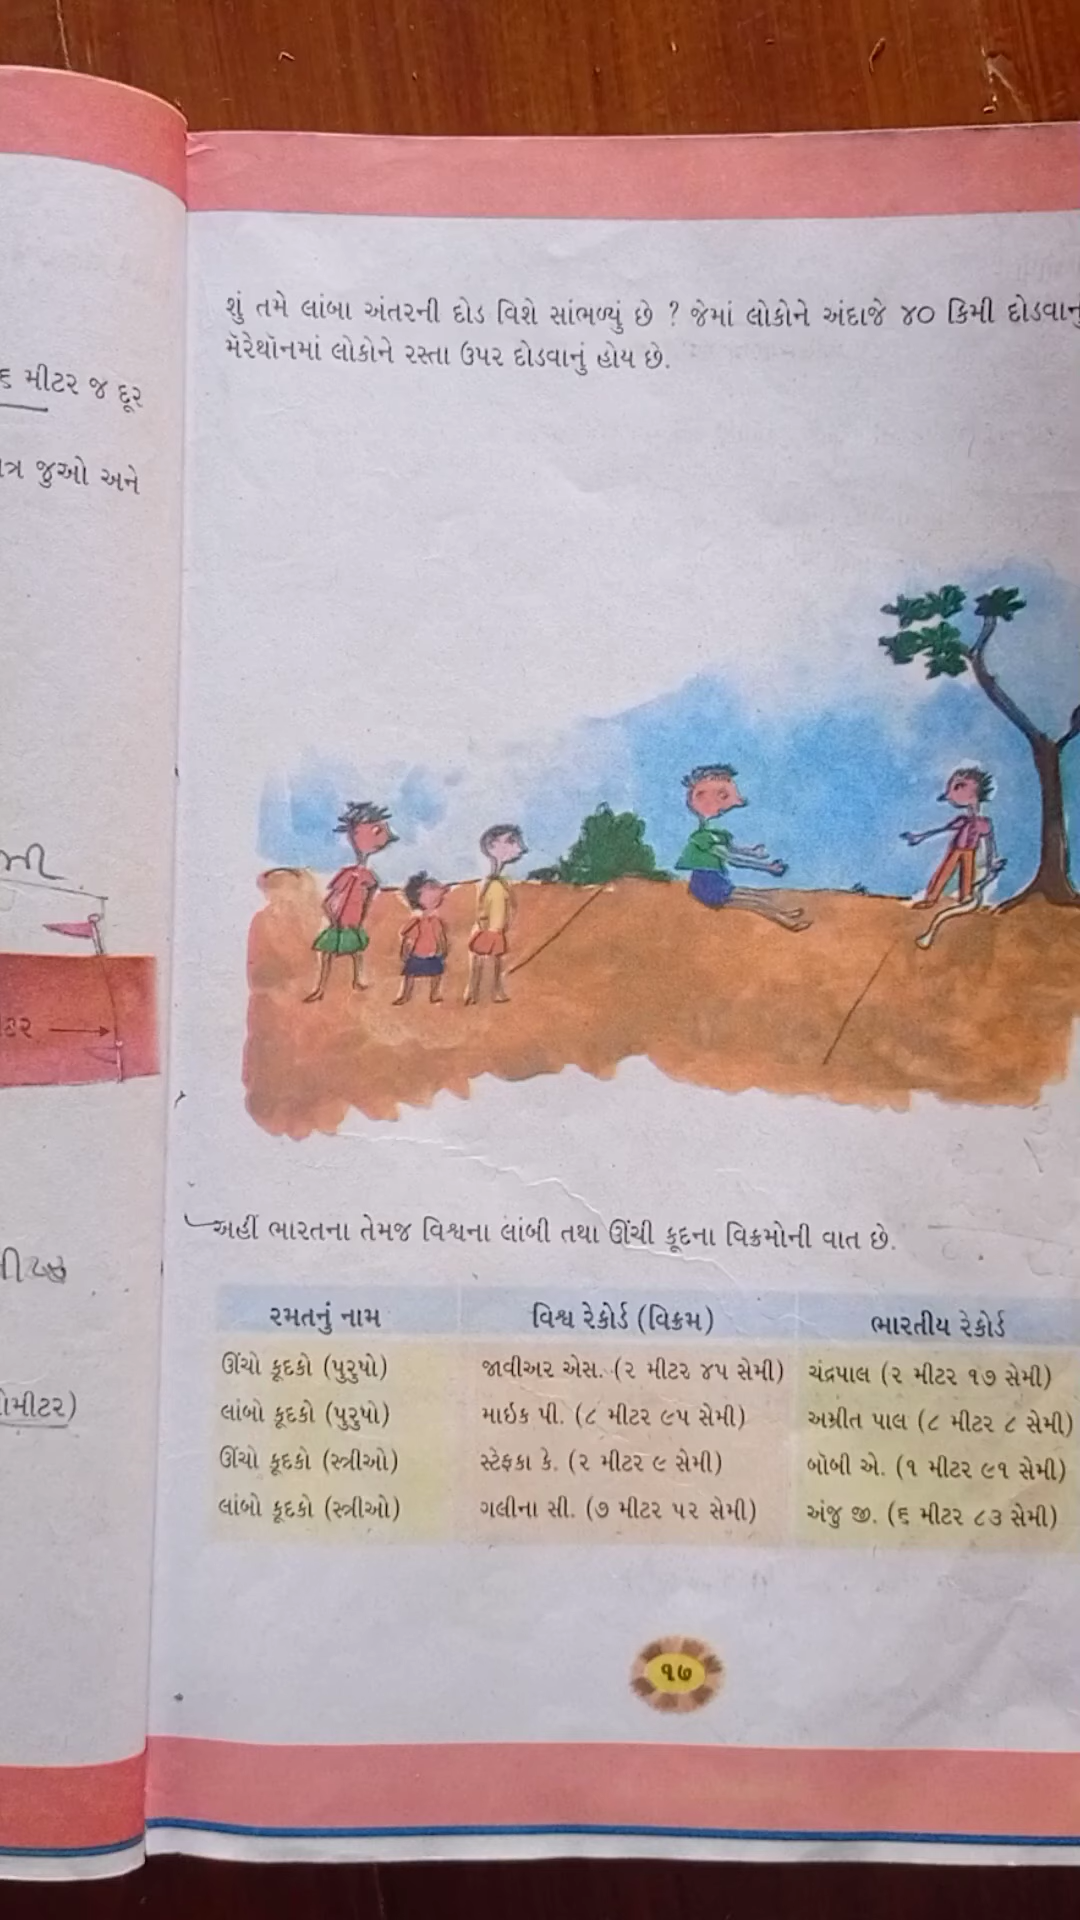 શું તમે લાંબા અંતરની દોડ વિશે સાંભળ્યું છે ? જેમાં લોકોને અંદાજે ૪૦ કિમી દોડવાનું
મૅરેથૉનમાં લોકોને રસ્તા ઉપર દોડવાનું હોય છે.
૬ મીટર જ દૂર
જુઓ અને
અહીં ભારતના તેમજ વિશ્વના લાંબી તથા ઊંચી કૂદના વિક્રમોની વાત છે.
રમતનું નામ વિશ્વ રેકોર્ડ (વિક્રમ) ભારતીય રેકોર્ડ
ઊંચો કૂદકો (પુરુષો) જાવીઅર એસ. (૨ મીટર ૪૫ સેમી) ચંદ્રપાલ (૨ મીટર ૧૭ સેમી)
લાંબો કૂદકો (પુરુષો) માઇક પી. (૮ મીટર ૯૫ સેમી) અમ્રીત પાલ (૮ મીટર ૮ સેમી)
ઊંચો કૂદકો (સ્ત્રીઓ) સ્ટેફકા કે. (૨ મીટર ૯ સેમી) બૉબી એ. (૧ મીટર ૯૧ સેમી)
લાંબો કૂદકો (સ્ત્રીઓ) ગલીના સી. (૭ મીટર ૫૨ સેમી) અંજુ જી. (૬ મીટર ૮૩ સેમી)
૧૭